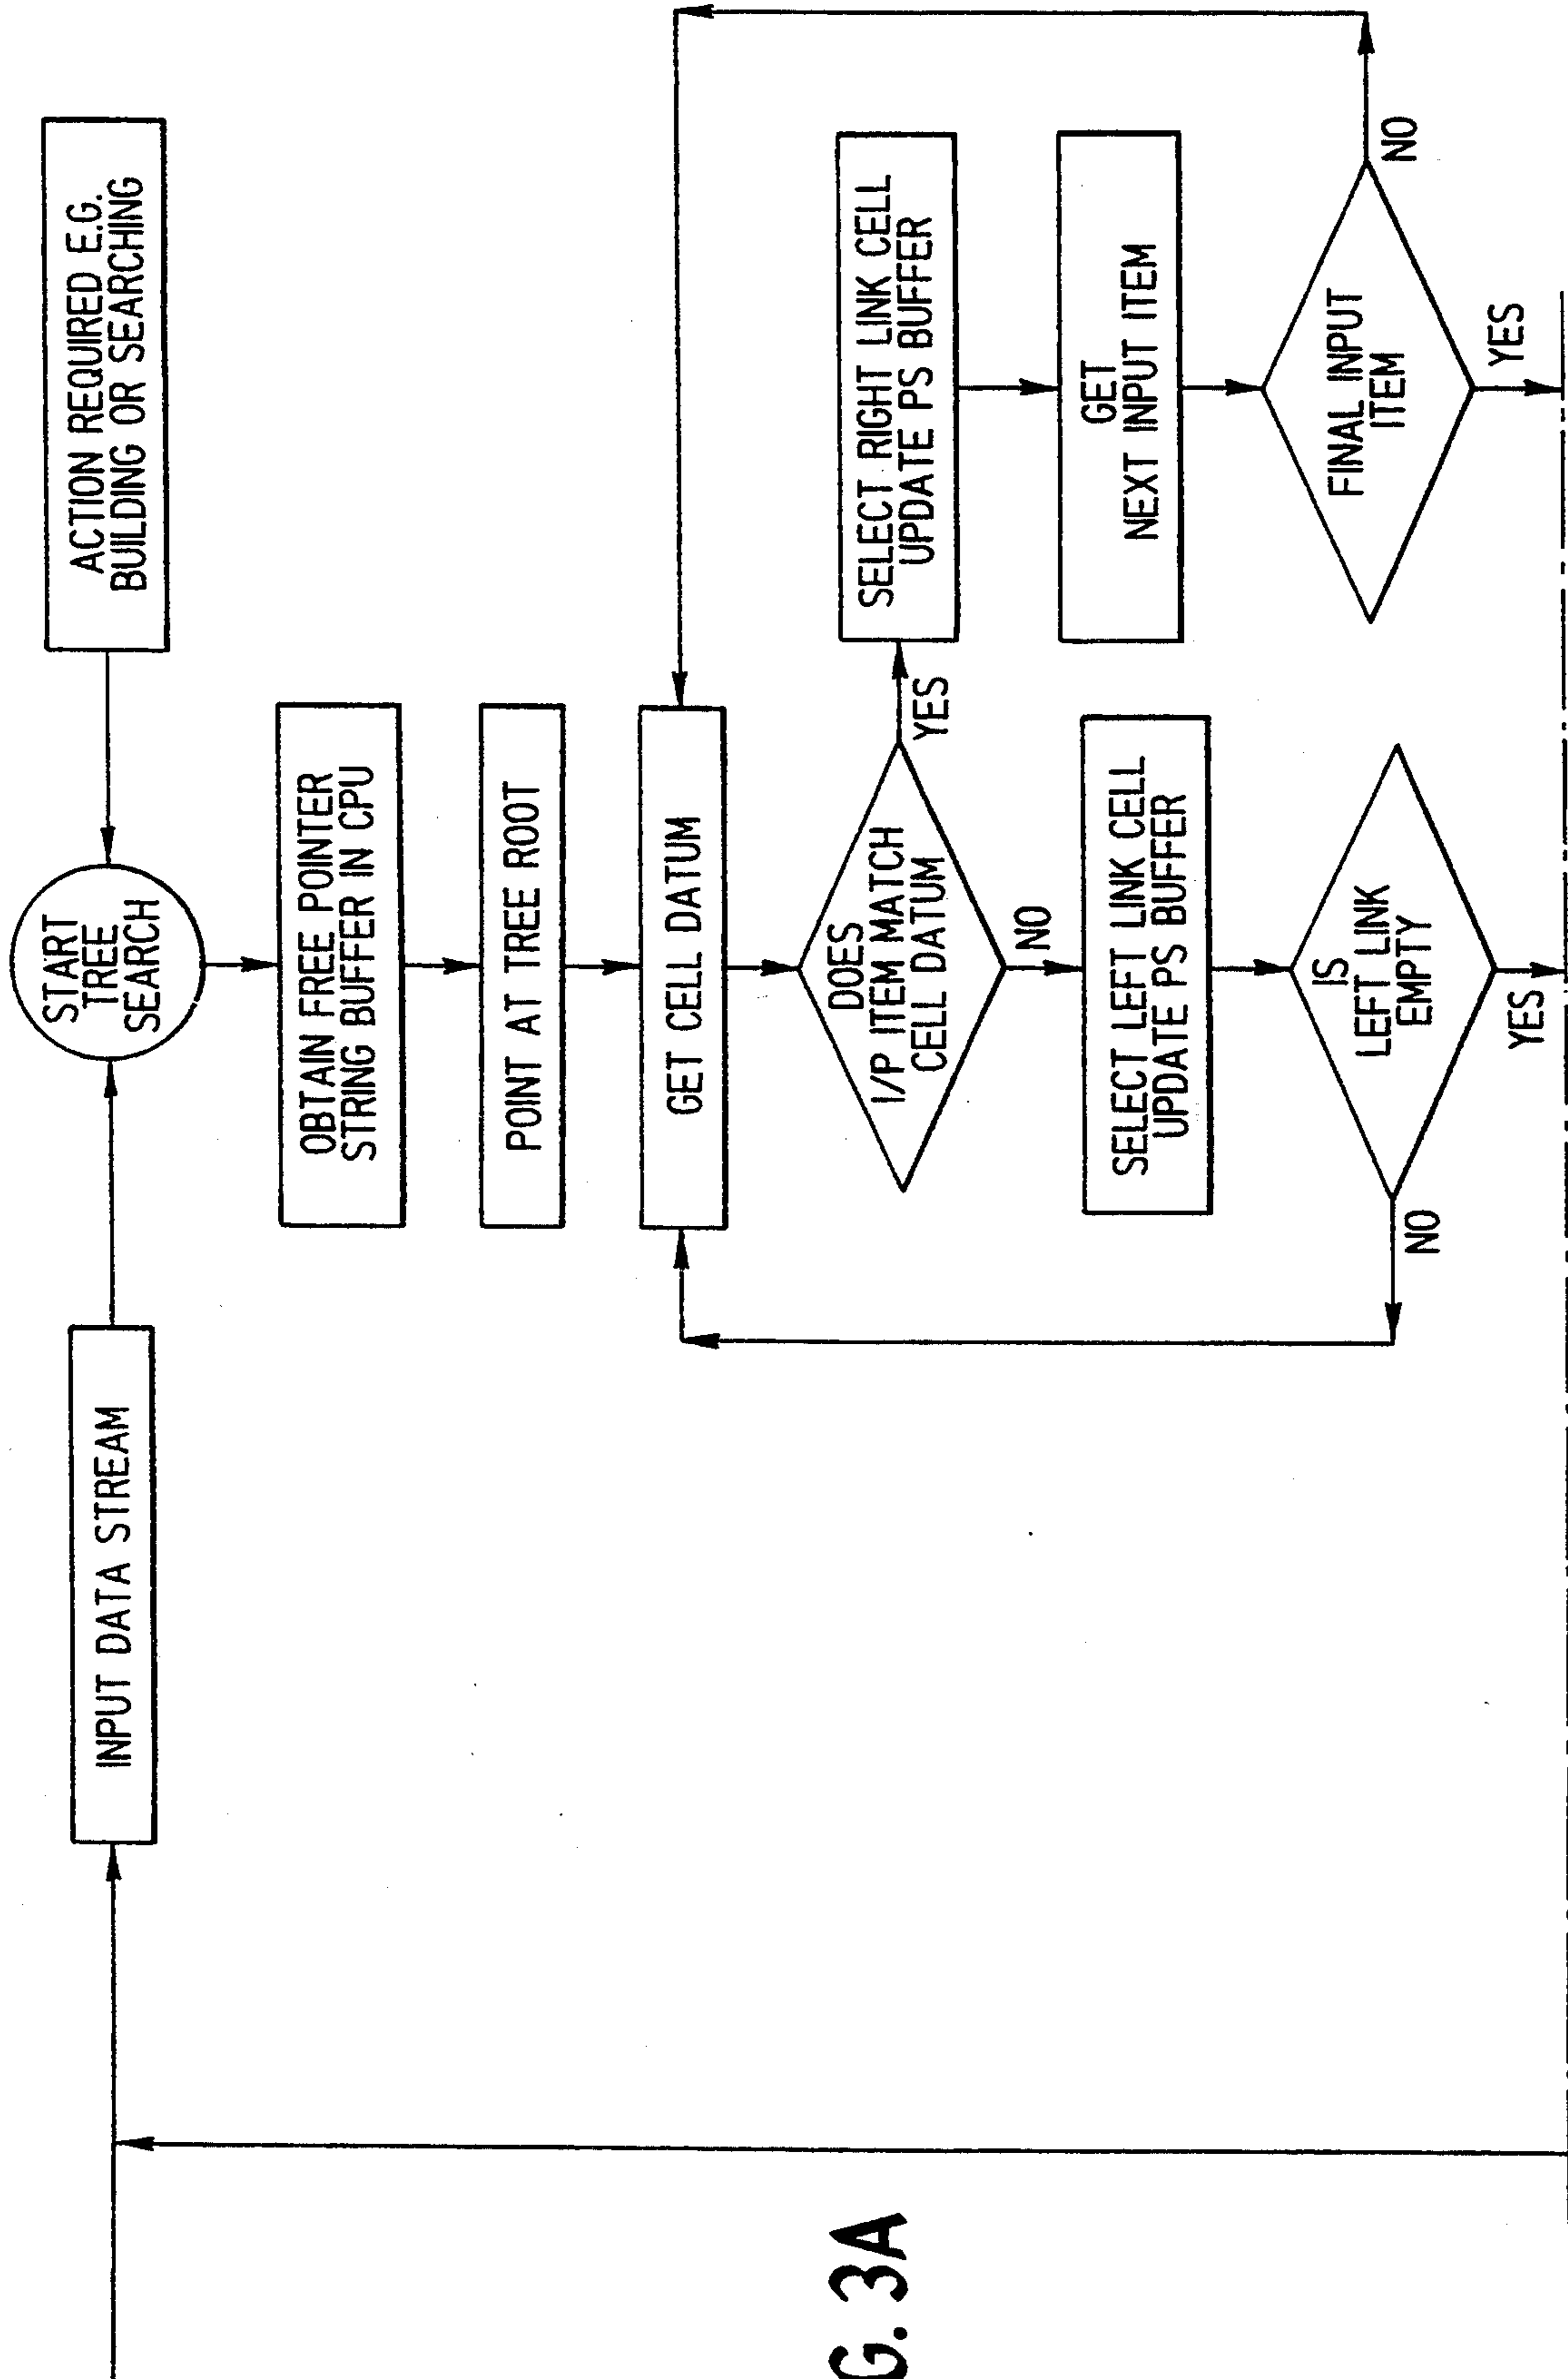 INPUT DATA STREAM
START
TREE
SEARCH
ACTION REQUIRED E.G.
BUILDING OR SEARCHING
OBTAIN FREE POINTER
STRING BUFFER IN CPU
POINT AT TREE ROOT
GET CELL DATUM
DOES
I/P ITEM MATCH
CELL DATUM
YES
NO
SELECT RIGHT LINK CELL
UPDATE PS BUFFER
SELECT LEFT LINK CELL
UPDATE PS BUFFER
GET
NEXT INPUT ITEM
IS
LEFT LINK
EMPTY
NO
YES
FINAL INPUT
ITEM
NO
YES
G. 3A